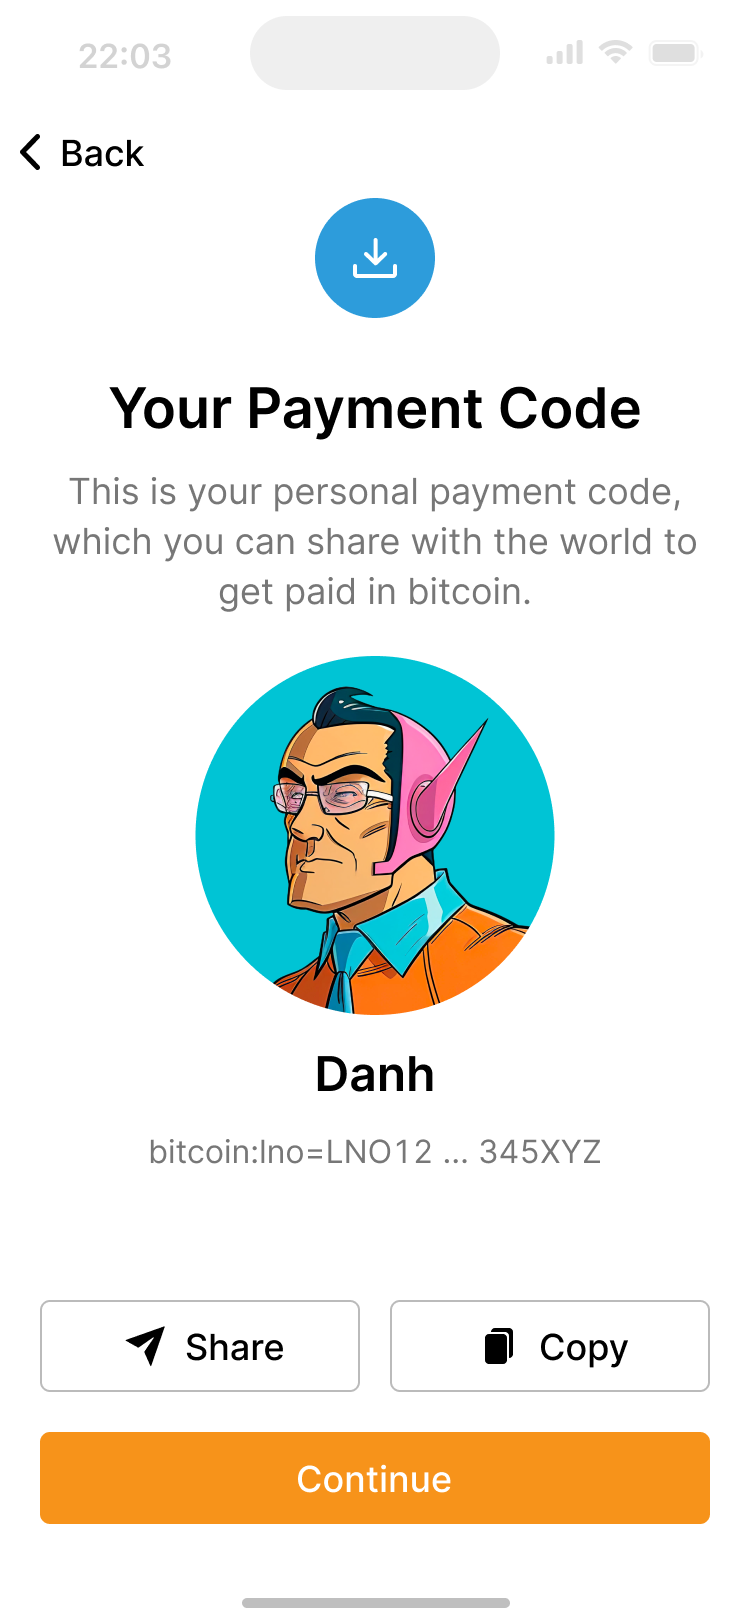 22:03
Back
Your Payment Code
This is your personal payment code,
which you can share with the world to
get paid in bitcoin.
Danh
bitcoin:lno=LNO12 ... 345XYZ
Share
Copy
Continue